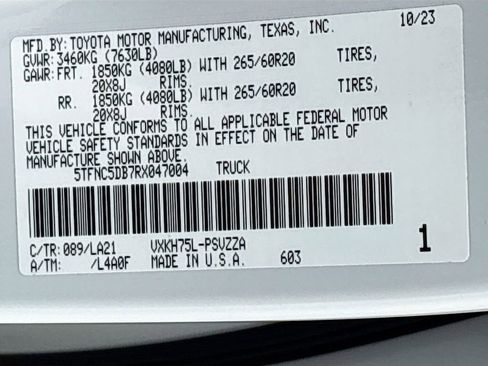 10/23
MFD. BY: TOYOTA MOTOR MANUFACTURING, TEXAS, INC.
GVWR: 3460KG (7630LB)
GAWR: FRT. 1850KG (4080LB) WITH 265/60R20 TIRES,
20X8J RIMS.
RR. 1850KG (4080LB) WITH 265/60R20 TIRES,
20X8J RIMS.
THIS VEHICLE CONFORMS TO ALL APPLICABLE FEDERAL MOTOR
VEHICLE SAFETY STANDARDS IN EFFECT ON THE DATE OF
MANUFACTURE SHOWN ABOVE.
5TFNC5DB7RX047004 TRUCK
C/TR: 089/LA21 VXKH75L-PSVZZA
A/TM: /L4A0F MADE IN U.S.A. 603
1